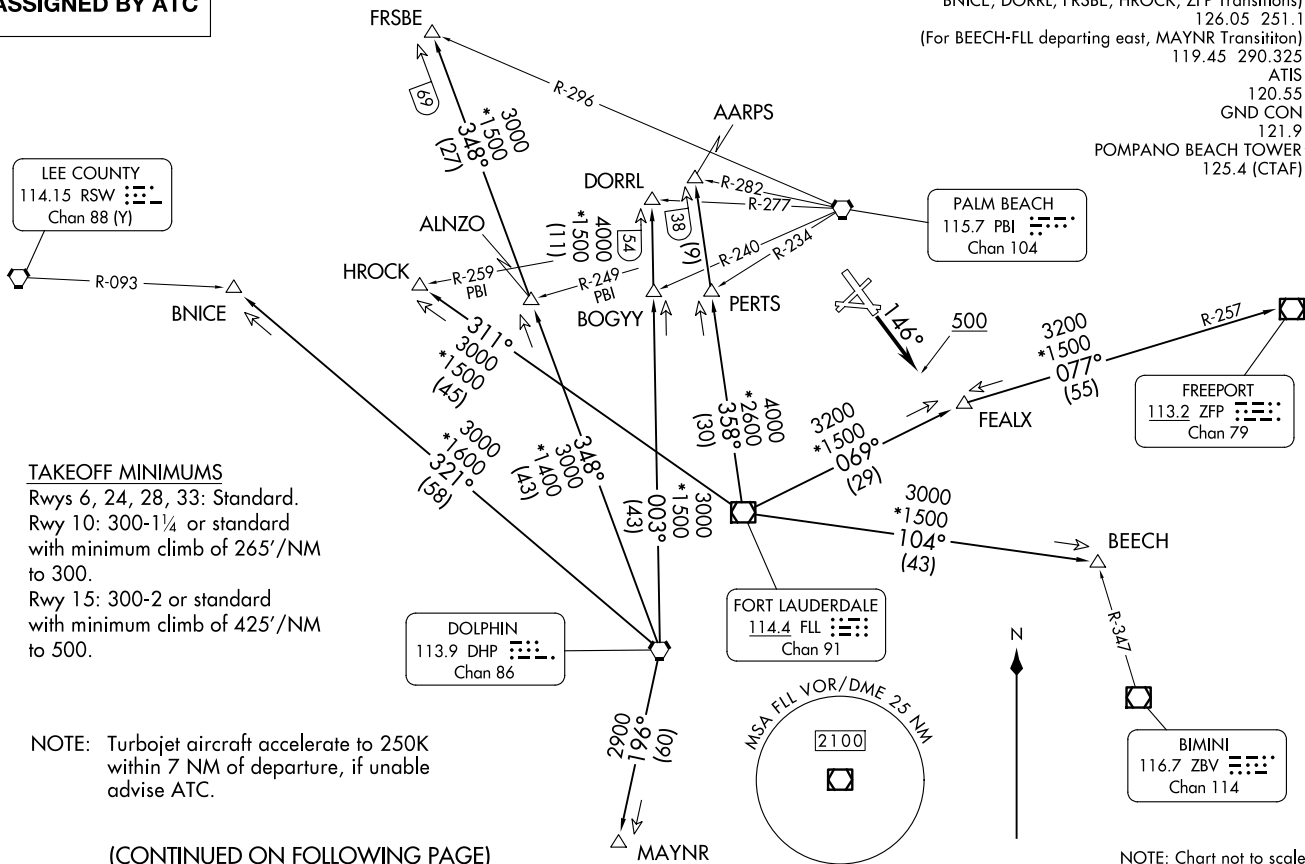 ASSIGNED BY ATC
BNICE, DORRL, FRSBE, HROCK, ZFP Transitions)
126.05 251.1
(For BEECH-FLL departing east, MAYNR Transititon)
119.45 290.325
ATIS
120.55
GND CON
121.9
POMPANO BEACH TOWER
125.4 (CTAF)
FRSBE
R-296
69
3000
*1500
348°
(27)
AARPS
DORRL
R-282
R-277
PALM BEACH
115.7 PBI
Chan 104
LEE COUNTY
114.15 RSW
Chan 88 (Y)
R-093
BNICE
ALNZO
HROCK
R-259
PBI
R-249
PBI
4000
*1500
(11)
54
38
(9)
R-240
R-234
BOGYY
PERTS
146°
500
R-257
3200
*1500
077°
(55)
FREEPORT
113.2 ZFP
Chan 79
FEALX
311°
3000
*1500
(45)
3000
*1600
321°
(58)
348°
3000
*1400
(43)
3000
*1500
003°
(43)
4000
*2600
358°
(30)
3200
*1500
069°
(29)
3000
*1500
104°
(43)
BEECH
R-347
TAKEOFF MINIMUMS
Rwys 6, 24, 28, 33: Standard.
Rwy 10: 300-1¼ or standard
with minimum climb of 265'/NM
to 300.
Rwy 15: 300-2 or standard
with minimum climb of 425'/NM
to 500.
DOLPHIN
113.9 DHP
Chan 86
FORT LAUDERDALE
114.4 FLL
Chan 91
N
BIMINI
116.7 ZBV
Chan 114
2900
196°
(60)
MAYNR
MSA FLL VOR/DME 25 NM
2100
NOTE: Turbojet aircraft accelerate to 250K
within 7 NM of departure, if unable
advise ATC.
(CONTINUED ON FOLLOWING PAGE)
NOTE: Chart not to scale